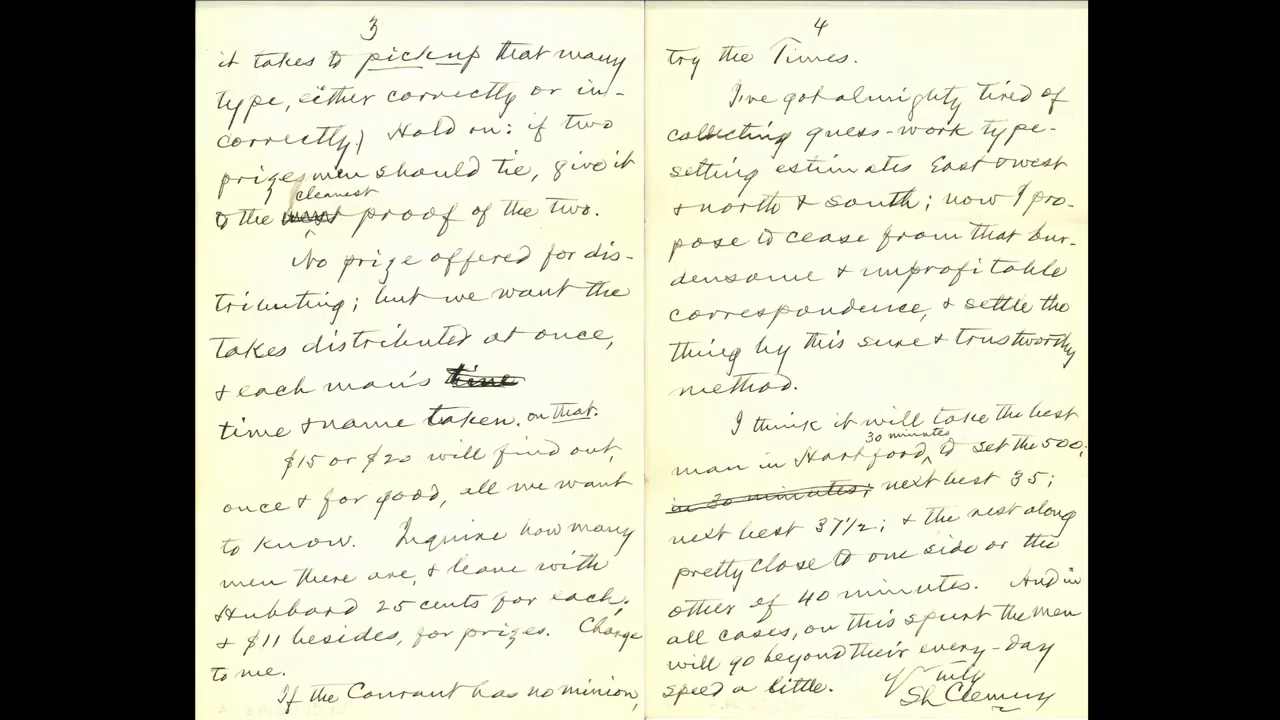 3
it takes to pick up that many
type, either correctly or in-
correctly.) Hold on: if two
prizemen should tie, give it
cleanest
to the proof of the two.
No prize offered for dis-
tributing; but we want the
takes distributed at once,
& each man's time
time & name taken. on that.
$15 or $20 will find out,
once & for good, all we want
to know. Inquire how many
men there are, & leave with
Hubbard 25 cents for each,
& $11 besides, for prizes. Charge
to me.
If the Courant has no minion,
4
try the Times.
I've got almighty tired of
collecting guess-work type-
setting estimates East & west
& north & south; now I pro-
pose to cease from that bur-
densome & unprofitable
correspondence, & settle the
thing by this sure & trustworthy
method.
I think it will take the best
30 minutes
man in Hartford, to set the 500;
in 30 minutes; next best 35;
next best 37½; & the rest along
pretty close to one side or the
other of 40 minutes. And in
all cases, on this spurt the men
will go beyond their every-day
speed a little. V truly
SL Clemens